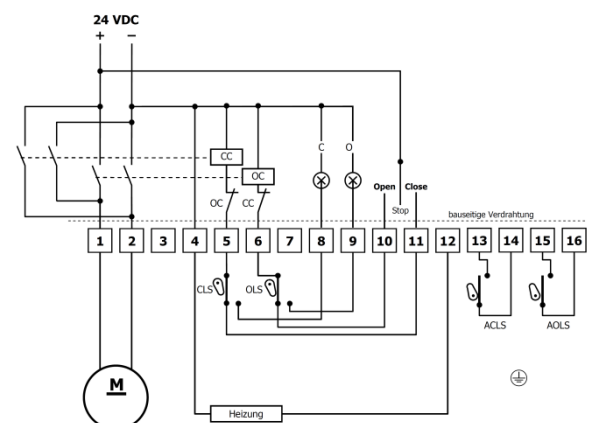 24 VDC
+ −
CC
C O
OC
Open Close
OC CC
Stop
bauseitige Verdrahtung
1 2 3 4 5 6 7 8 9 10 11 12 13 14 15 16
CLS OLS
ACLS AOLS
M
Heizung